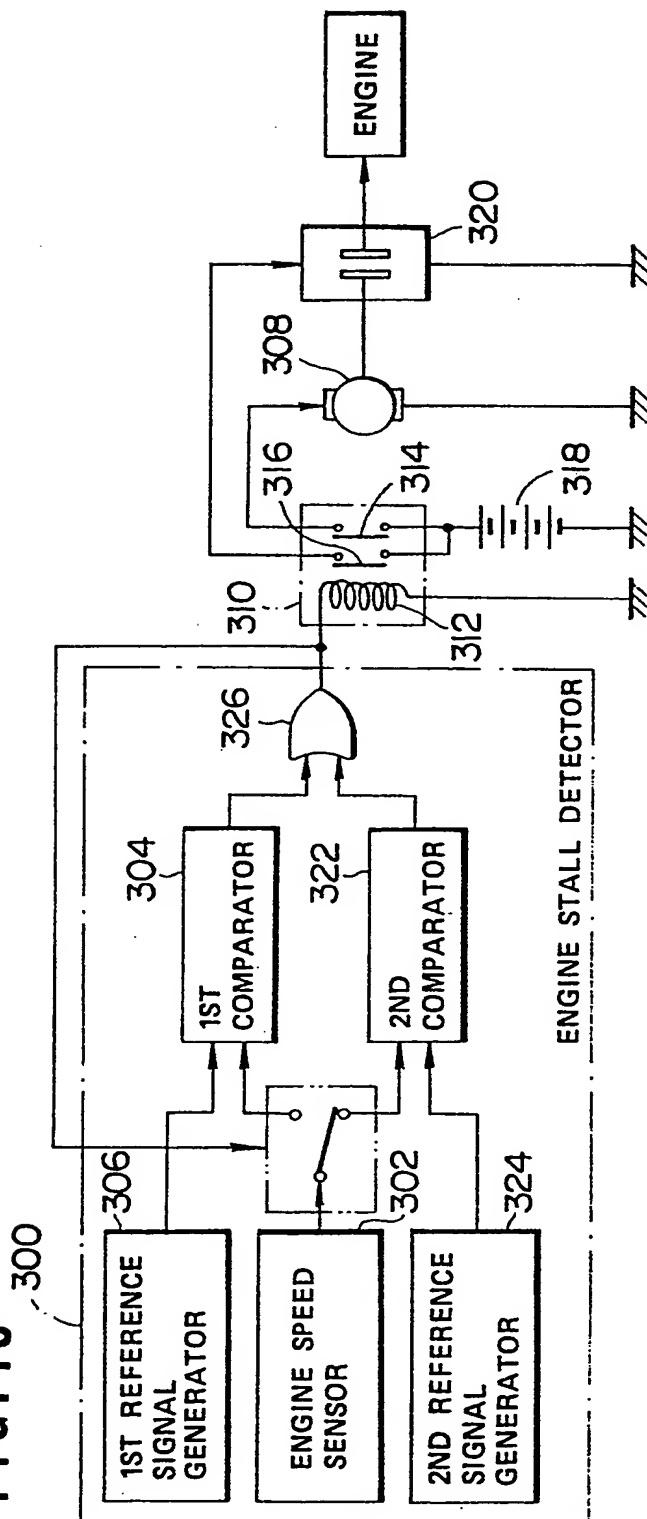 300
306
1ST REFERENCE
SIGNAL
GENERATOR
ENGINE SPEED
SENSOR
302
2ND REFERENCE
SIGNAL
GENERATOR
324
304
1ST
COMPARATOR
322
2ND
COMPARATOR
326
ENGINE STALL DETECTOR
310
312
316
314
318
308
320
ENGINE